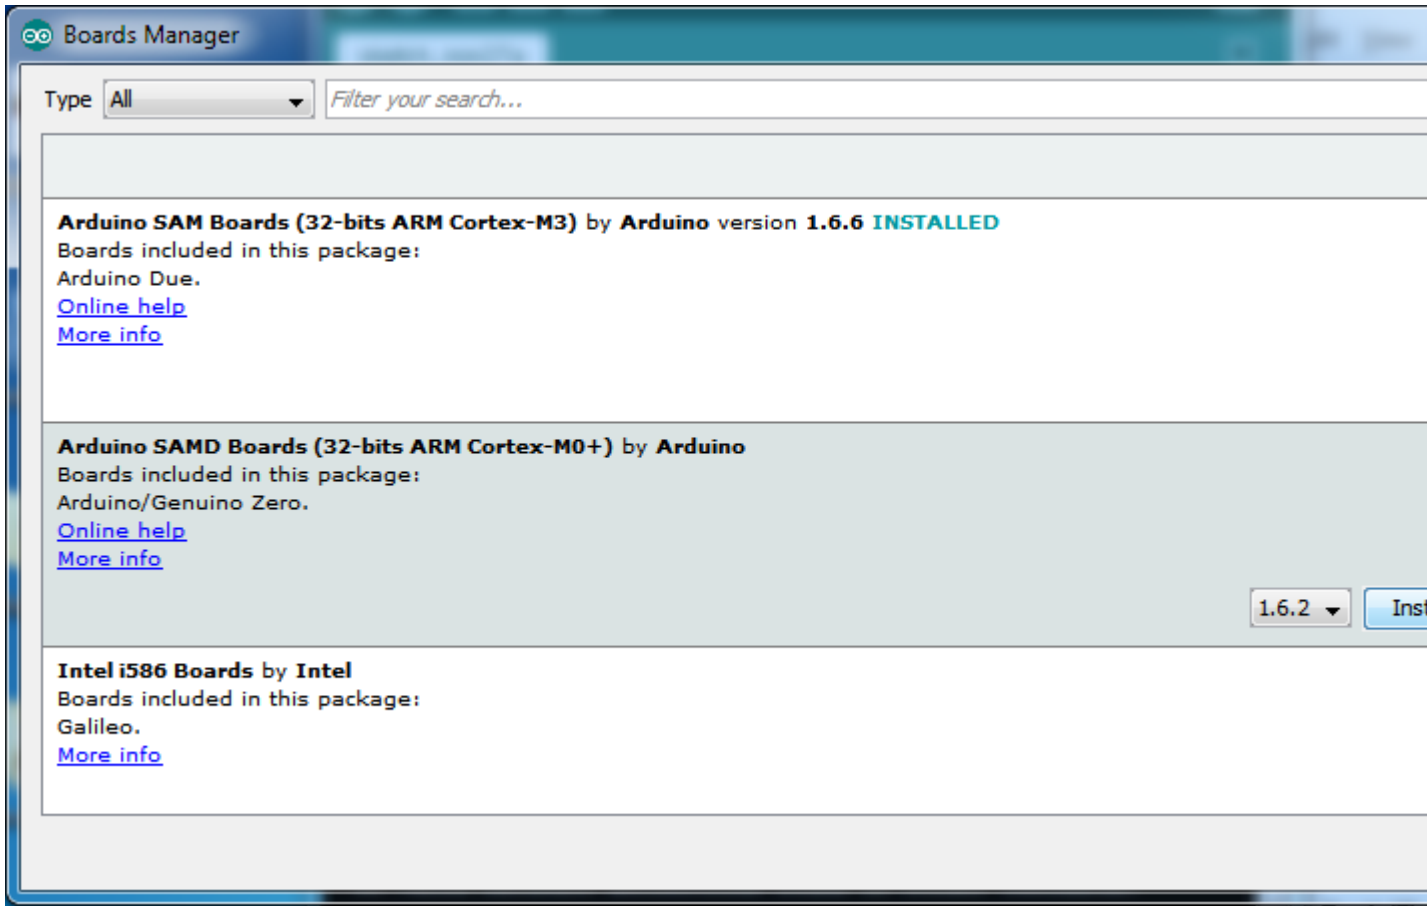 Boards Manager
Type All Filter your search...
Arduino SAM Boards (32-bits ARM Cortex-M3) by Arduino version 1.6.6 INSTALLED
Boards included in this package:
Arduino Due.
Online help
More info
Arduino SAMD Boards (32-bits ARM Cortex-M0+) by Arduino
Boards included in this package:
Arduino/Genuino Zero.
Online help
More info
1.6.2 Inst
Intel i586 Boards by Intel
Boards included in this package:
Galileo.
More info